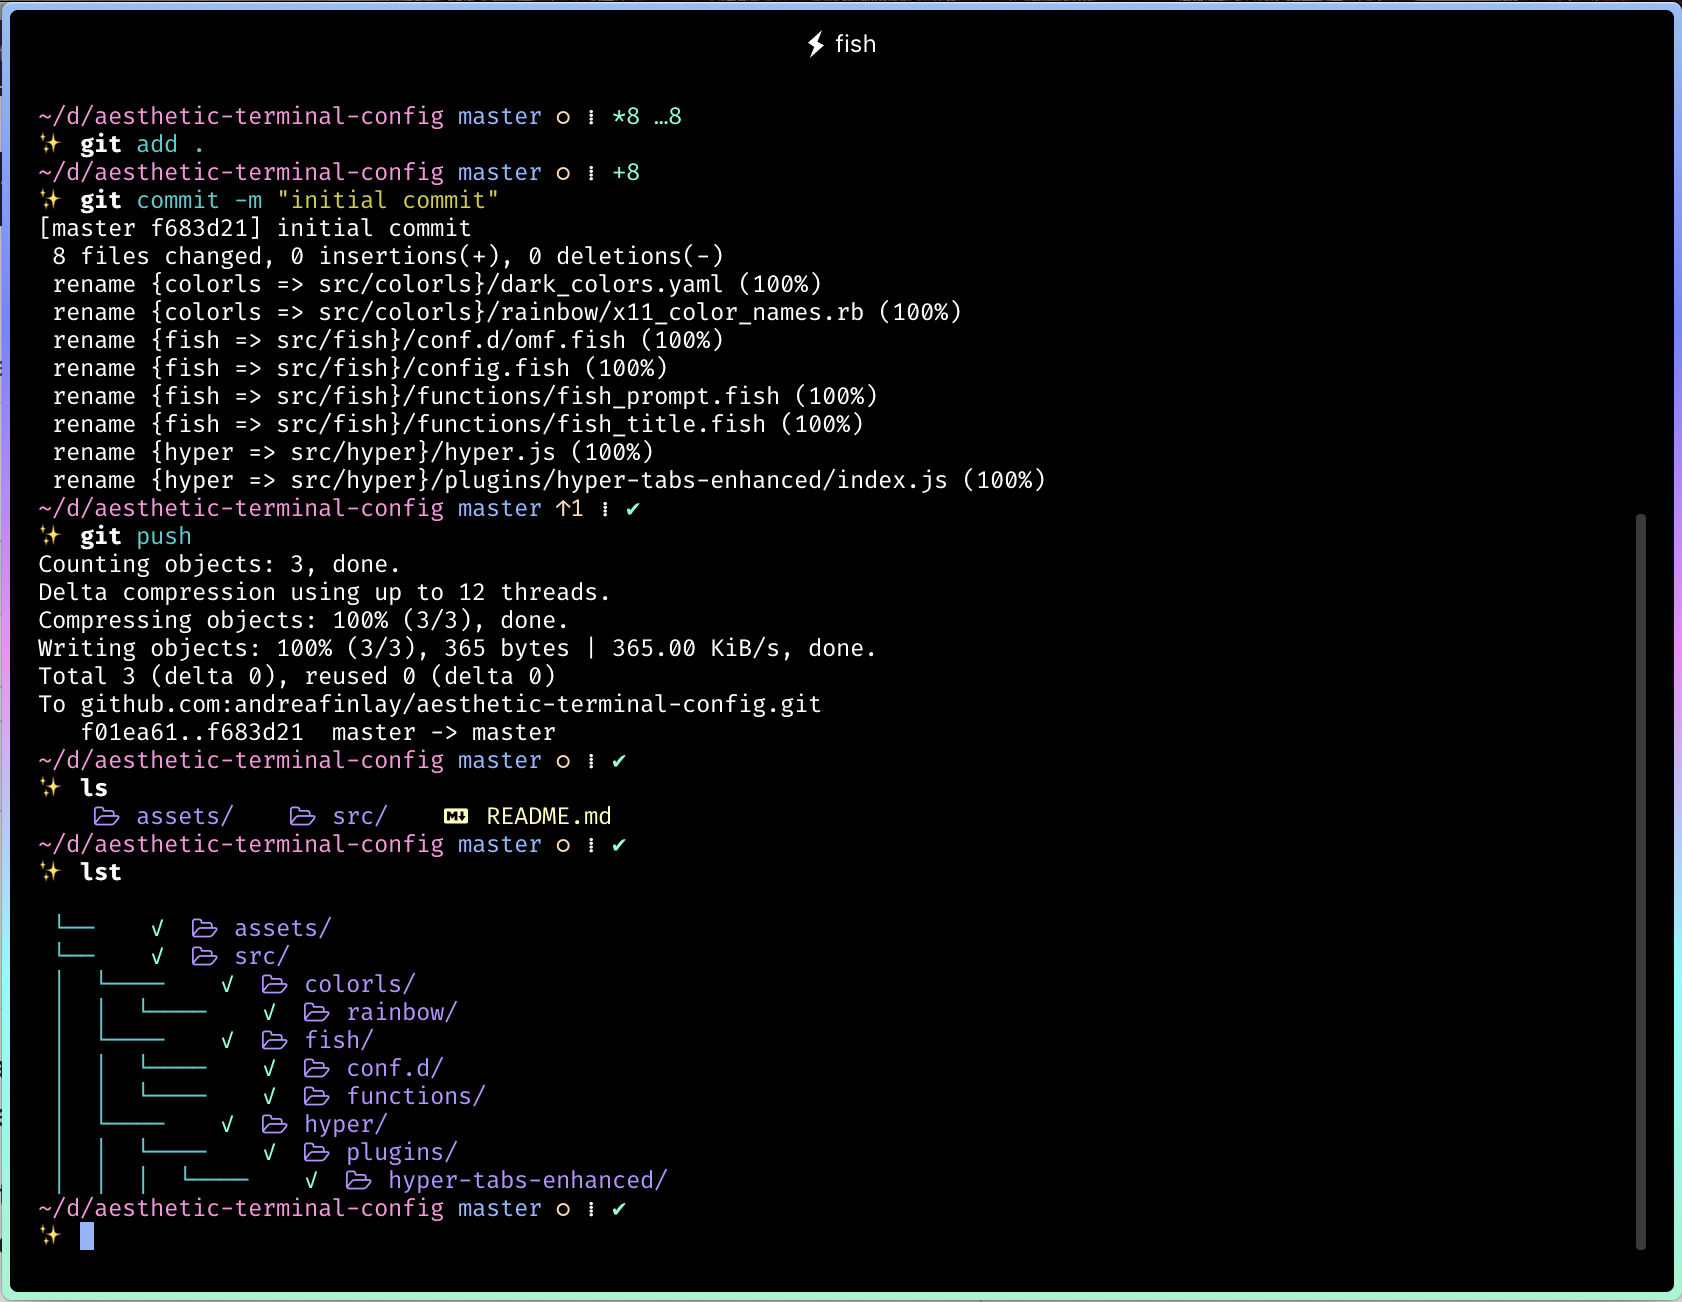 fish
~/d/aesthetic-terminal-config master ○ ⁞ *8 …8
✨ git add .
~/d/aesthetic-terminal-config master ○ ⁞ +8
✨ git commit -m "initial commit"
[master f683d21] initial commit
 8 files changed, 0 insertions(+), 0 deletions(-)
 rename {colorls => src/colorls}/dark_colors.yaml (100%)
 rename {colorls => src/colorls}/rainbow/x11_color_names.rb (100%)
 rename {fish => src/fish}/conf.d/omf.fish (100%)
 rename {fish => src/fish}/config.fish (100%)
 rename {fish => src/fish}/functions/fish_prompt.fish (100%)
 rename {fish => src/fish}/functions/fish_title.fish (100%)
 rename {hyper => src/hyper}/hyper.js (100%)
 rename {hyper => src/hyper}/plugins/hyper-tabs-enhanced/index.js (100%)
~/d/aesthetic-terminal-config master ↑1 ⁞ ✔
✨ git push
Counting objects: 3, done.
Delta compression using up to 12 threads.
Compressing objects: 100% (3/3), done.
Writing objects: 100% (3/3), 365 bytes | 365.00 KiB/s, done.
Total 3 (delta 0), reused 0 (delta 0)
To github.com:andreafinlay/aesthetic-terminal-config.git
   f01ea61..f683d21  master -> master
~/d/aesthetic-terminal-config master ○ ⁞ ✔
✨ ls
assets/    src/    M↓ README.md
~/d/aesthetic-terminal-config master ○ ⁞ ✔
✨ lst
└──    ✓  assets/
└──    ✓  src/
│  └────    ✓  colorls/
│  │  └────    ✓  rainbow/
│  └────    ✓  fish/
│  │  └────    ✓  conf.d/
│  │  └────    ✓  functions/
│  └────    ✓  hyper/
│  │  └────    ✓  plugins/
│  │  │  └────    ✓  hyper-tabs-enhanced/
~/d/aesthetic-terminal-config master ○ ⁞ ✔
✨